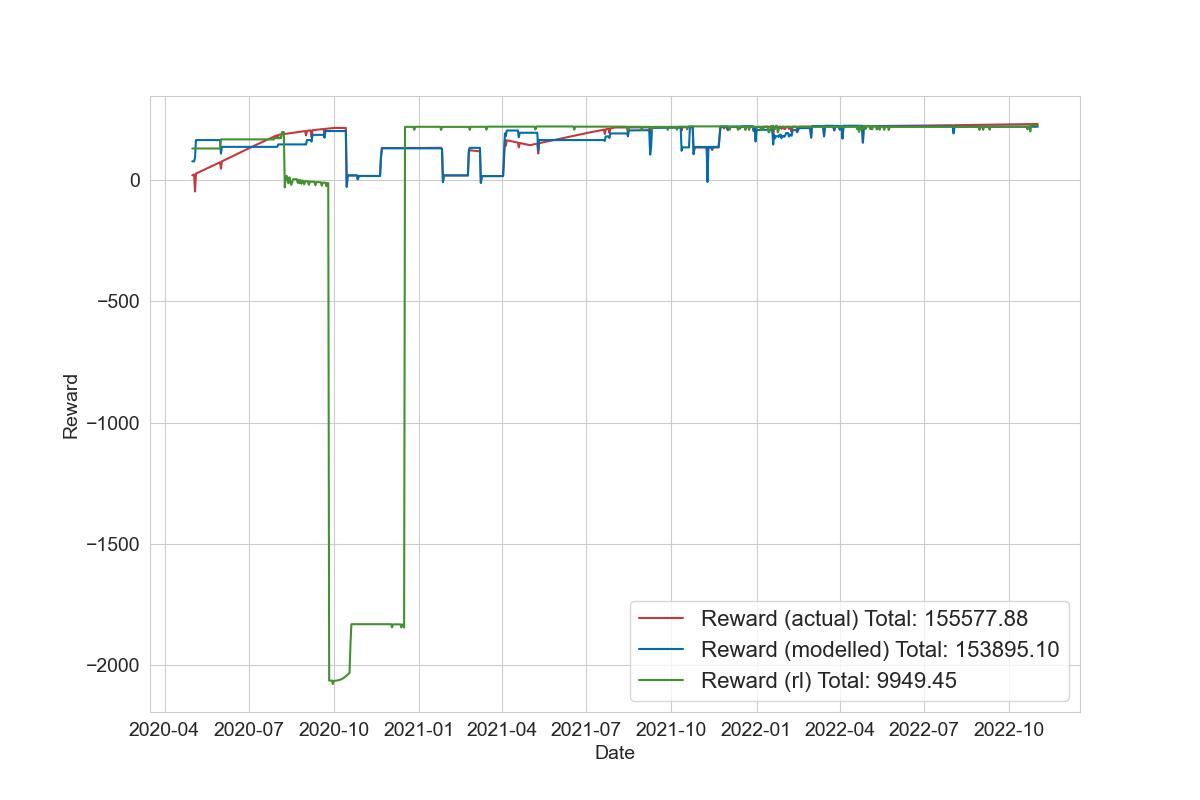 0
−500
−1000
−1500
−2000
Reward
Reward (actual) Total: 155577.88
Reward (modelled) Total: 153895.10
Reward (rl) Total: 9949.45
2020-04 2020-07 2020-10 2021-01 2021-04 2021-07 2021-10 2022-01 2022-04 2022-07 2022-10
Date